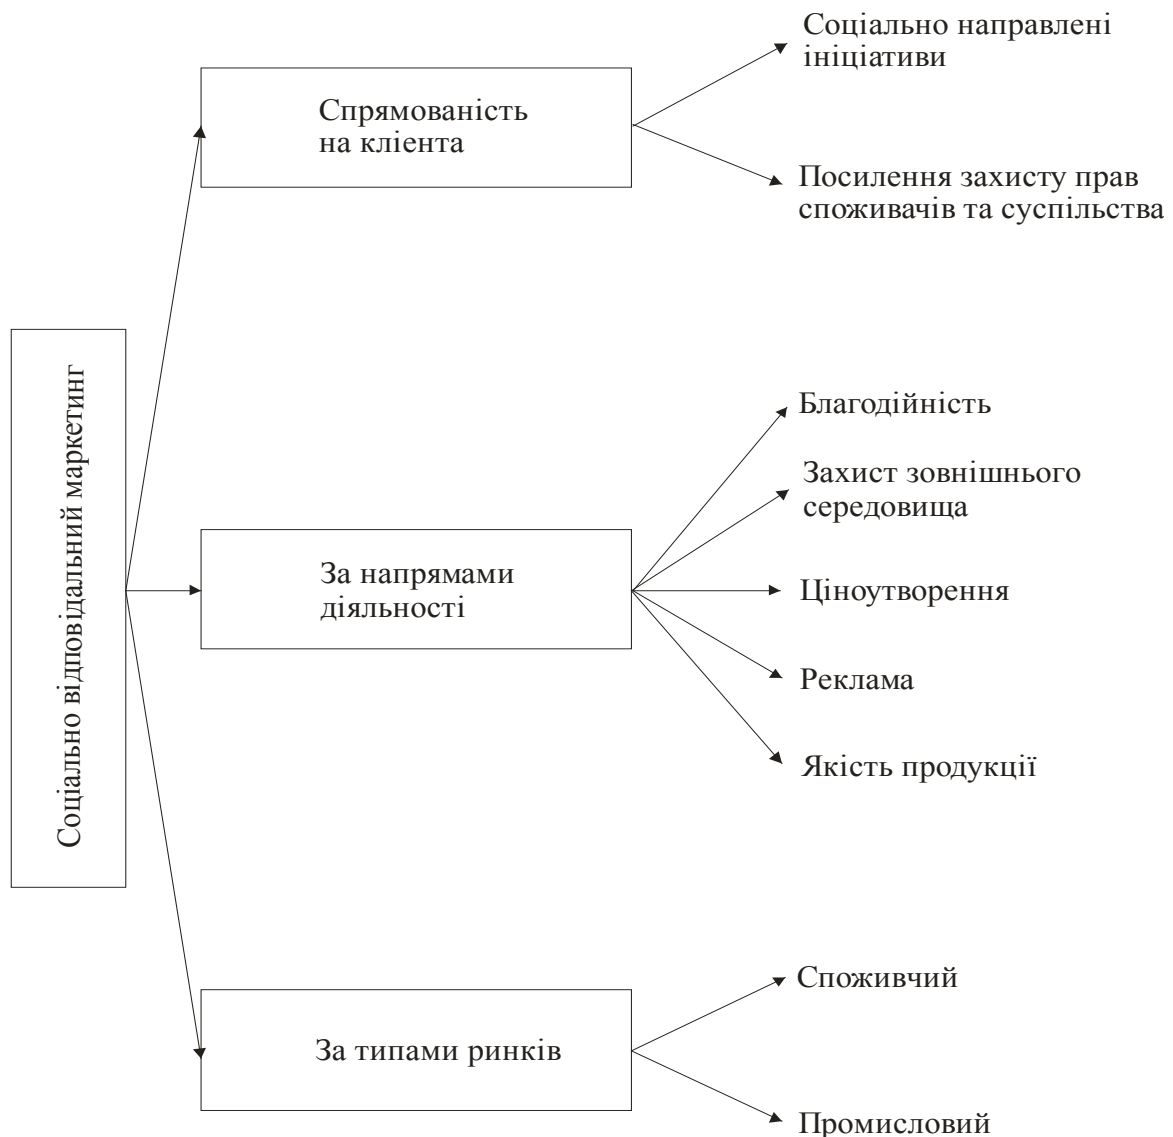 Соціально відповідальний маркетинг
Спрямованість
на клієнта
Соціально направлені
ініціативи
Посилення захисту прав
споживачів та суспільства
За напрямами
діяльності
Благодійність
Захист зовнішнього
середовища
Ціноутворення
Реклама
Якість продукції
За типами ринків
Споживчий
Промисловий